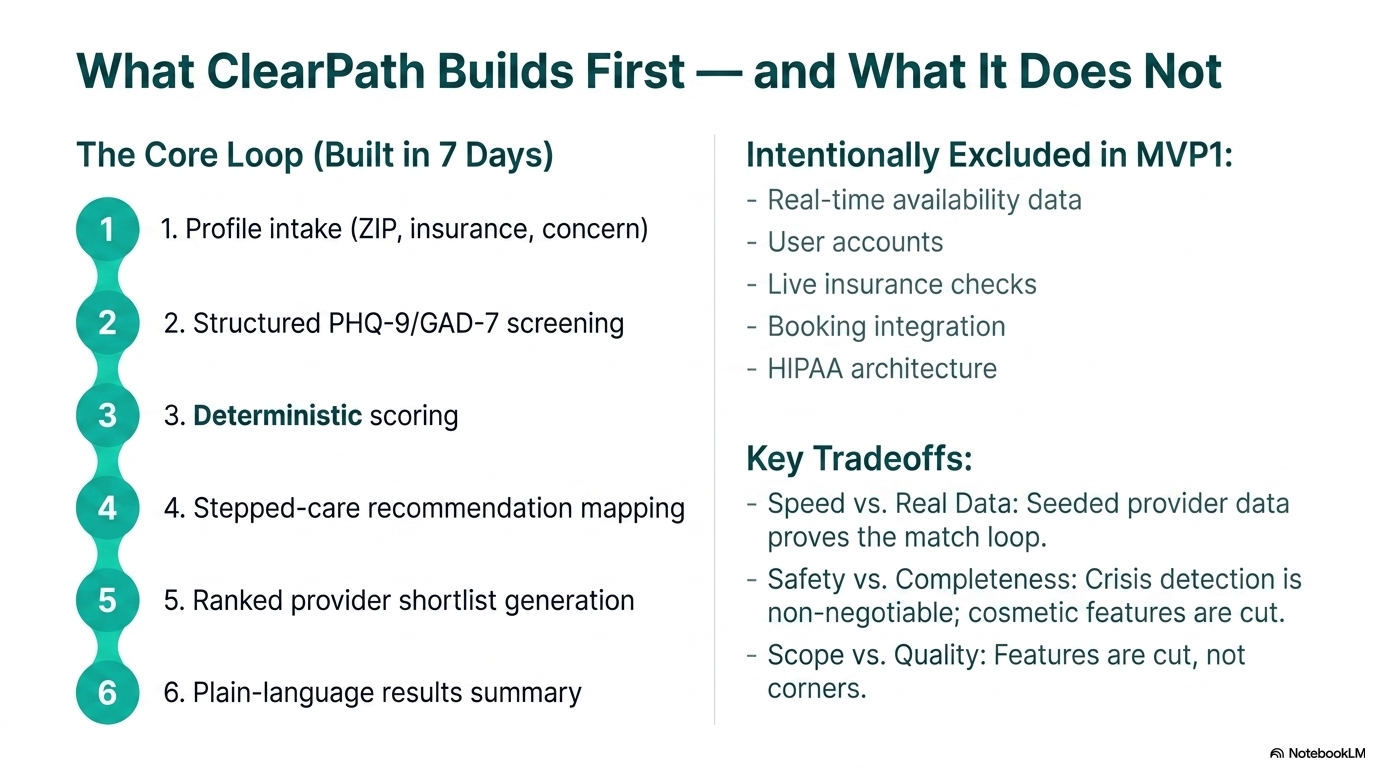 What ClearPath Builds First — and What It Does Not
The Core Loop (Built in 7 Days)
1
1. Profile intake (ZIP, insurance, concern)
2
2. Structured PHQ-9/GAD-7 screening
3
3. Deterministic scoring
4
4. Stepped-care recommendation mapping
5
5. Ranked provider shortlist generation
6
6. Plain-language results summary
Intentionally Excluded in MVP1:
- Real-time availability data
- User accounts
- Live insurance checks
- Booking integration
- HIPAA architecture
Key Tradeoffs:
- Speed vs. Real Data: Seeded provider data
proves the match loop.
- Safety vs. Completeness: Crisis detection is
non-negotiable; cosmetic features are cut.
- Scope vs. Quality: Features are cut, not
corners.
NotebookLM